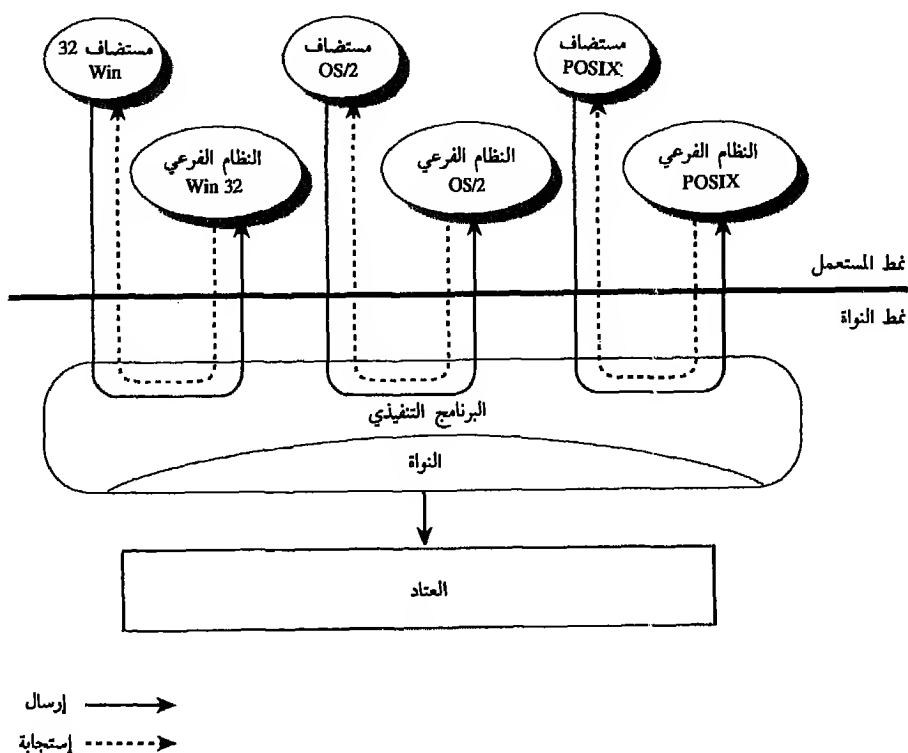 مستضاف 32
Win
مستضاف
OS/2
مستضاف
POSIX
النظام الفرعي
Win 32
النظام الفرعي
OS/2
النظام الفرعي
POSIX
نمط المستعمل
نمط النواة
البرنامج التنفيذي
النواة
العتاد
إرسال
إستجابة